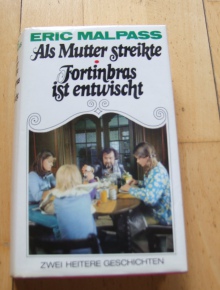 ERIC MALPASS
Als Mutter streikte
Fortinbras
ist entwischt
ZWEI HEITERE GESCHICHTEN